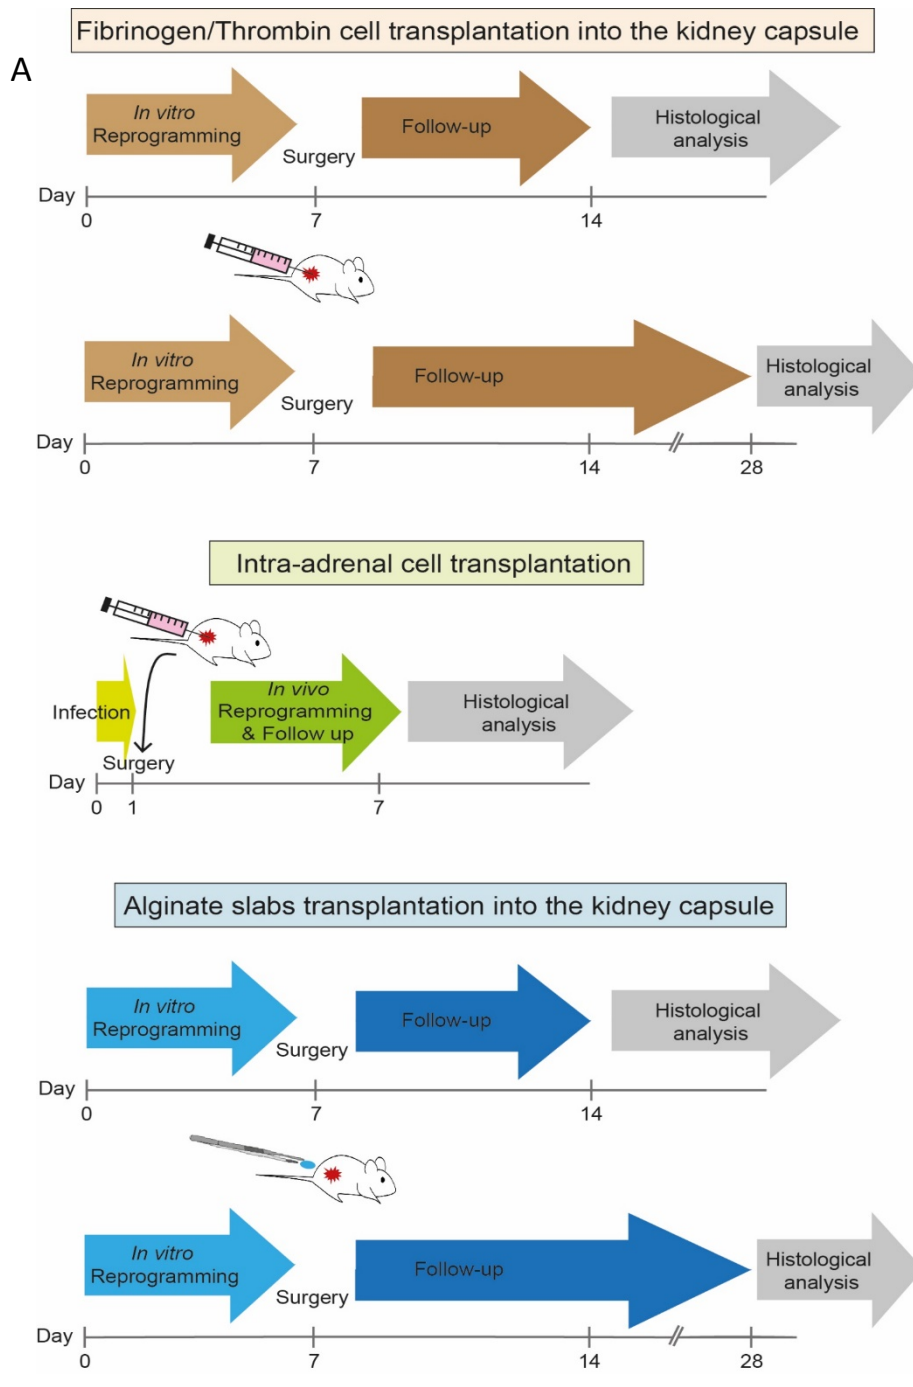 Fibrinogen/Thrombin cell transplantation into the kidney capsule
A
In vitro
Reprogramming
Surgery
Follow-up
Histological
analysis
Day
0
7
14
In vitro
Reprogramming
Surgery
Follow-up
Histological
analysis
Day
0
7
14
28
Intra-adrenal cell transplantation
Infection
Surgery
In vivo
Reprogramming
& Follow up
Histological
analysis
Day
0
1
7
Alginate slabs transplantation into the kidney capsule
In vitro
Reprogramming
Surgery
Follow-up
Histological
analysis
Day
0
7
14
In vitro
Reprogramming
Surgery
Follow-up
Histological
analysis
Day
0
7
14
28